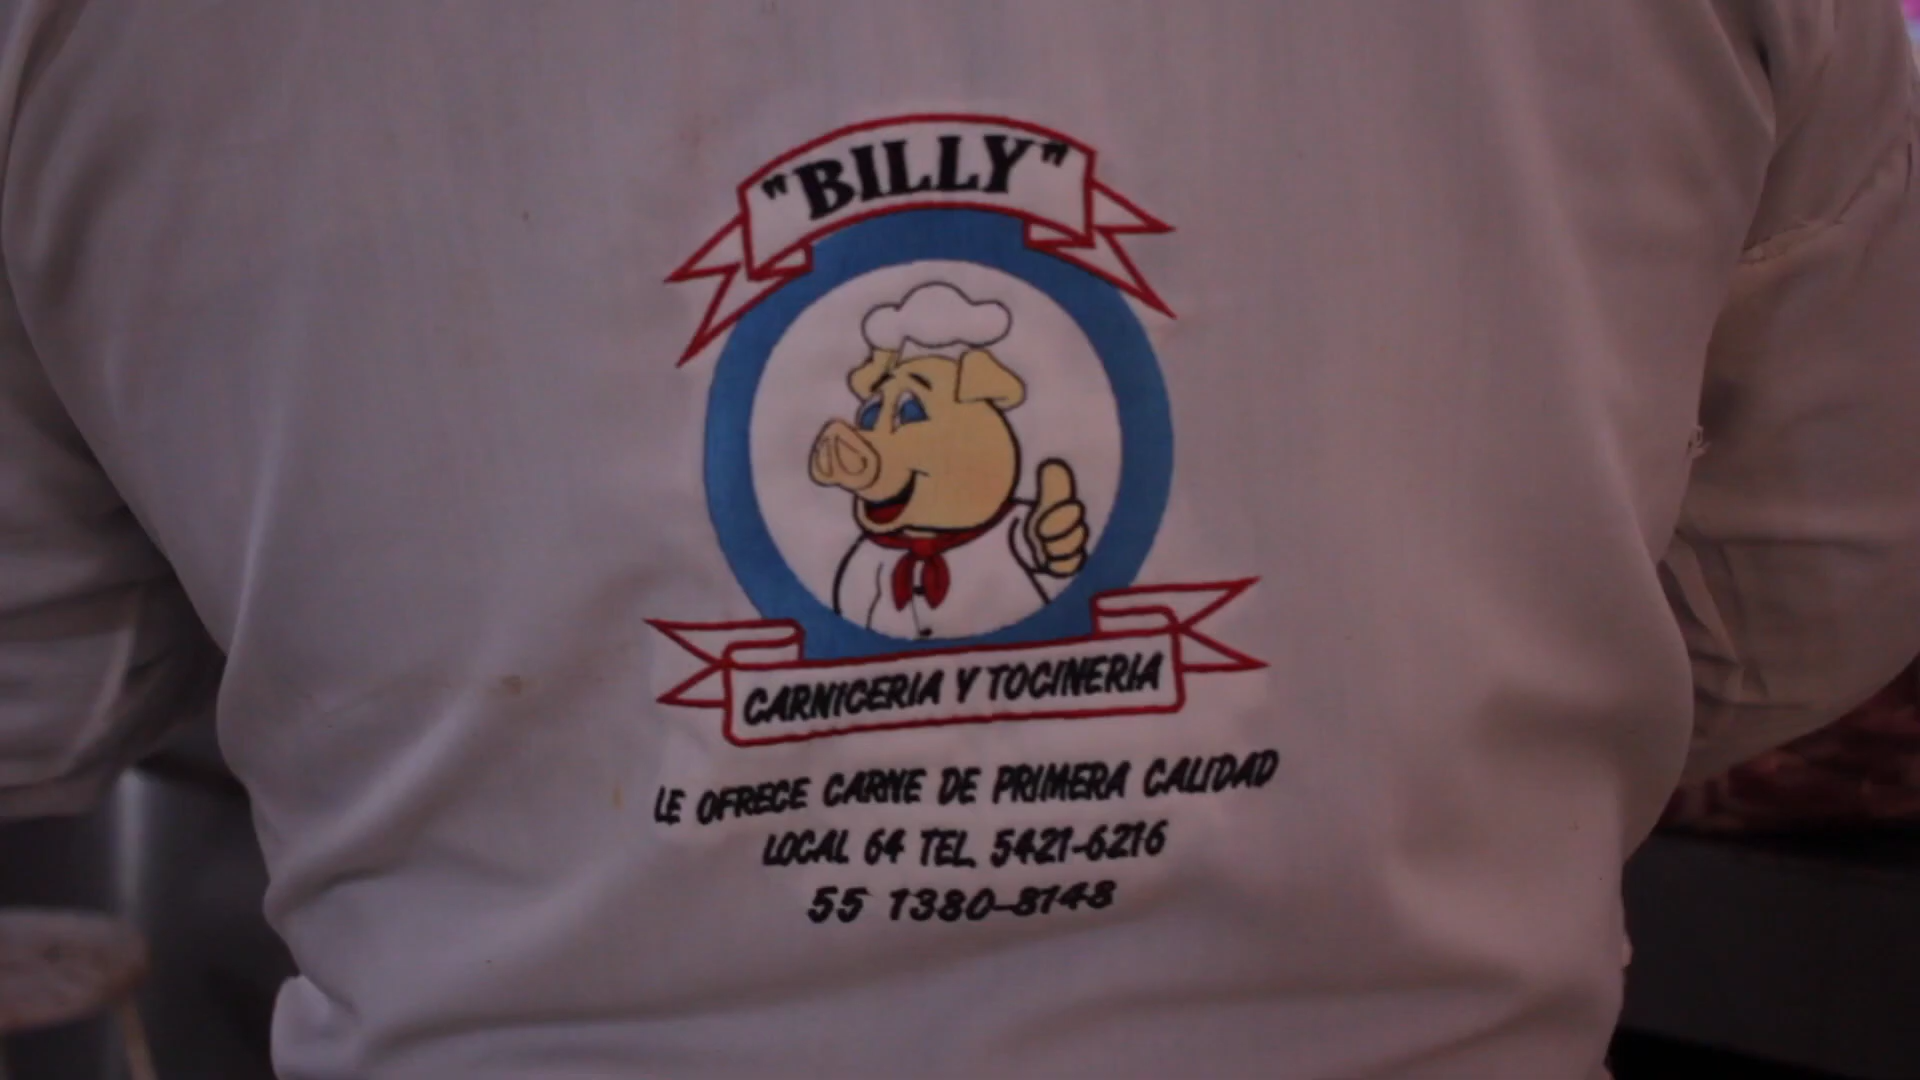 "BILLY"
CARNICERIA Y TOCINERIA
LE OFRECE CARNE DE PRIMERA CALIDAD
LOCAL 64 TEL. 5421-6216
55 1380-8148